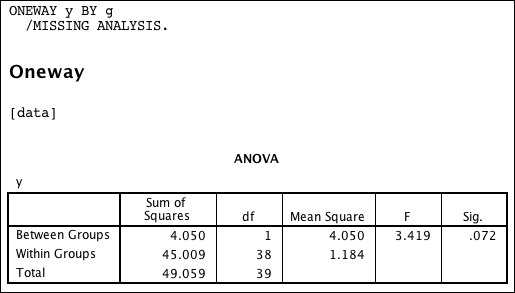 ONEWAY y BY g
/MISSING ANALYSIS.
Oneway
[data]
ANOVA
y
Sum of Squares df Mean Square F Sig.
Between Groups 4.050 1 4.050 3.419 .072
Within Groups 45.009 38 1.184
Total 49.059 39